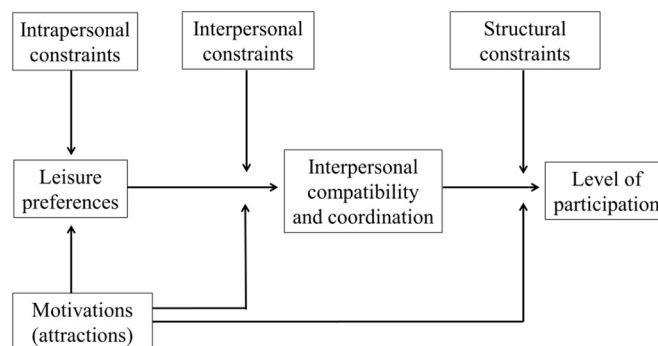 Intrapersonal
constraints
Interpersonal
constraints
Structural
constraints
Leisure
preferences
Interpersonal
compatibility
and coordination
Level of
participation
Motivations
(attractions)